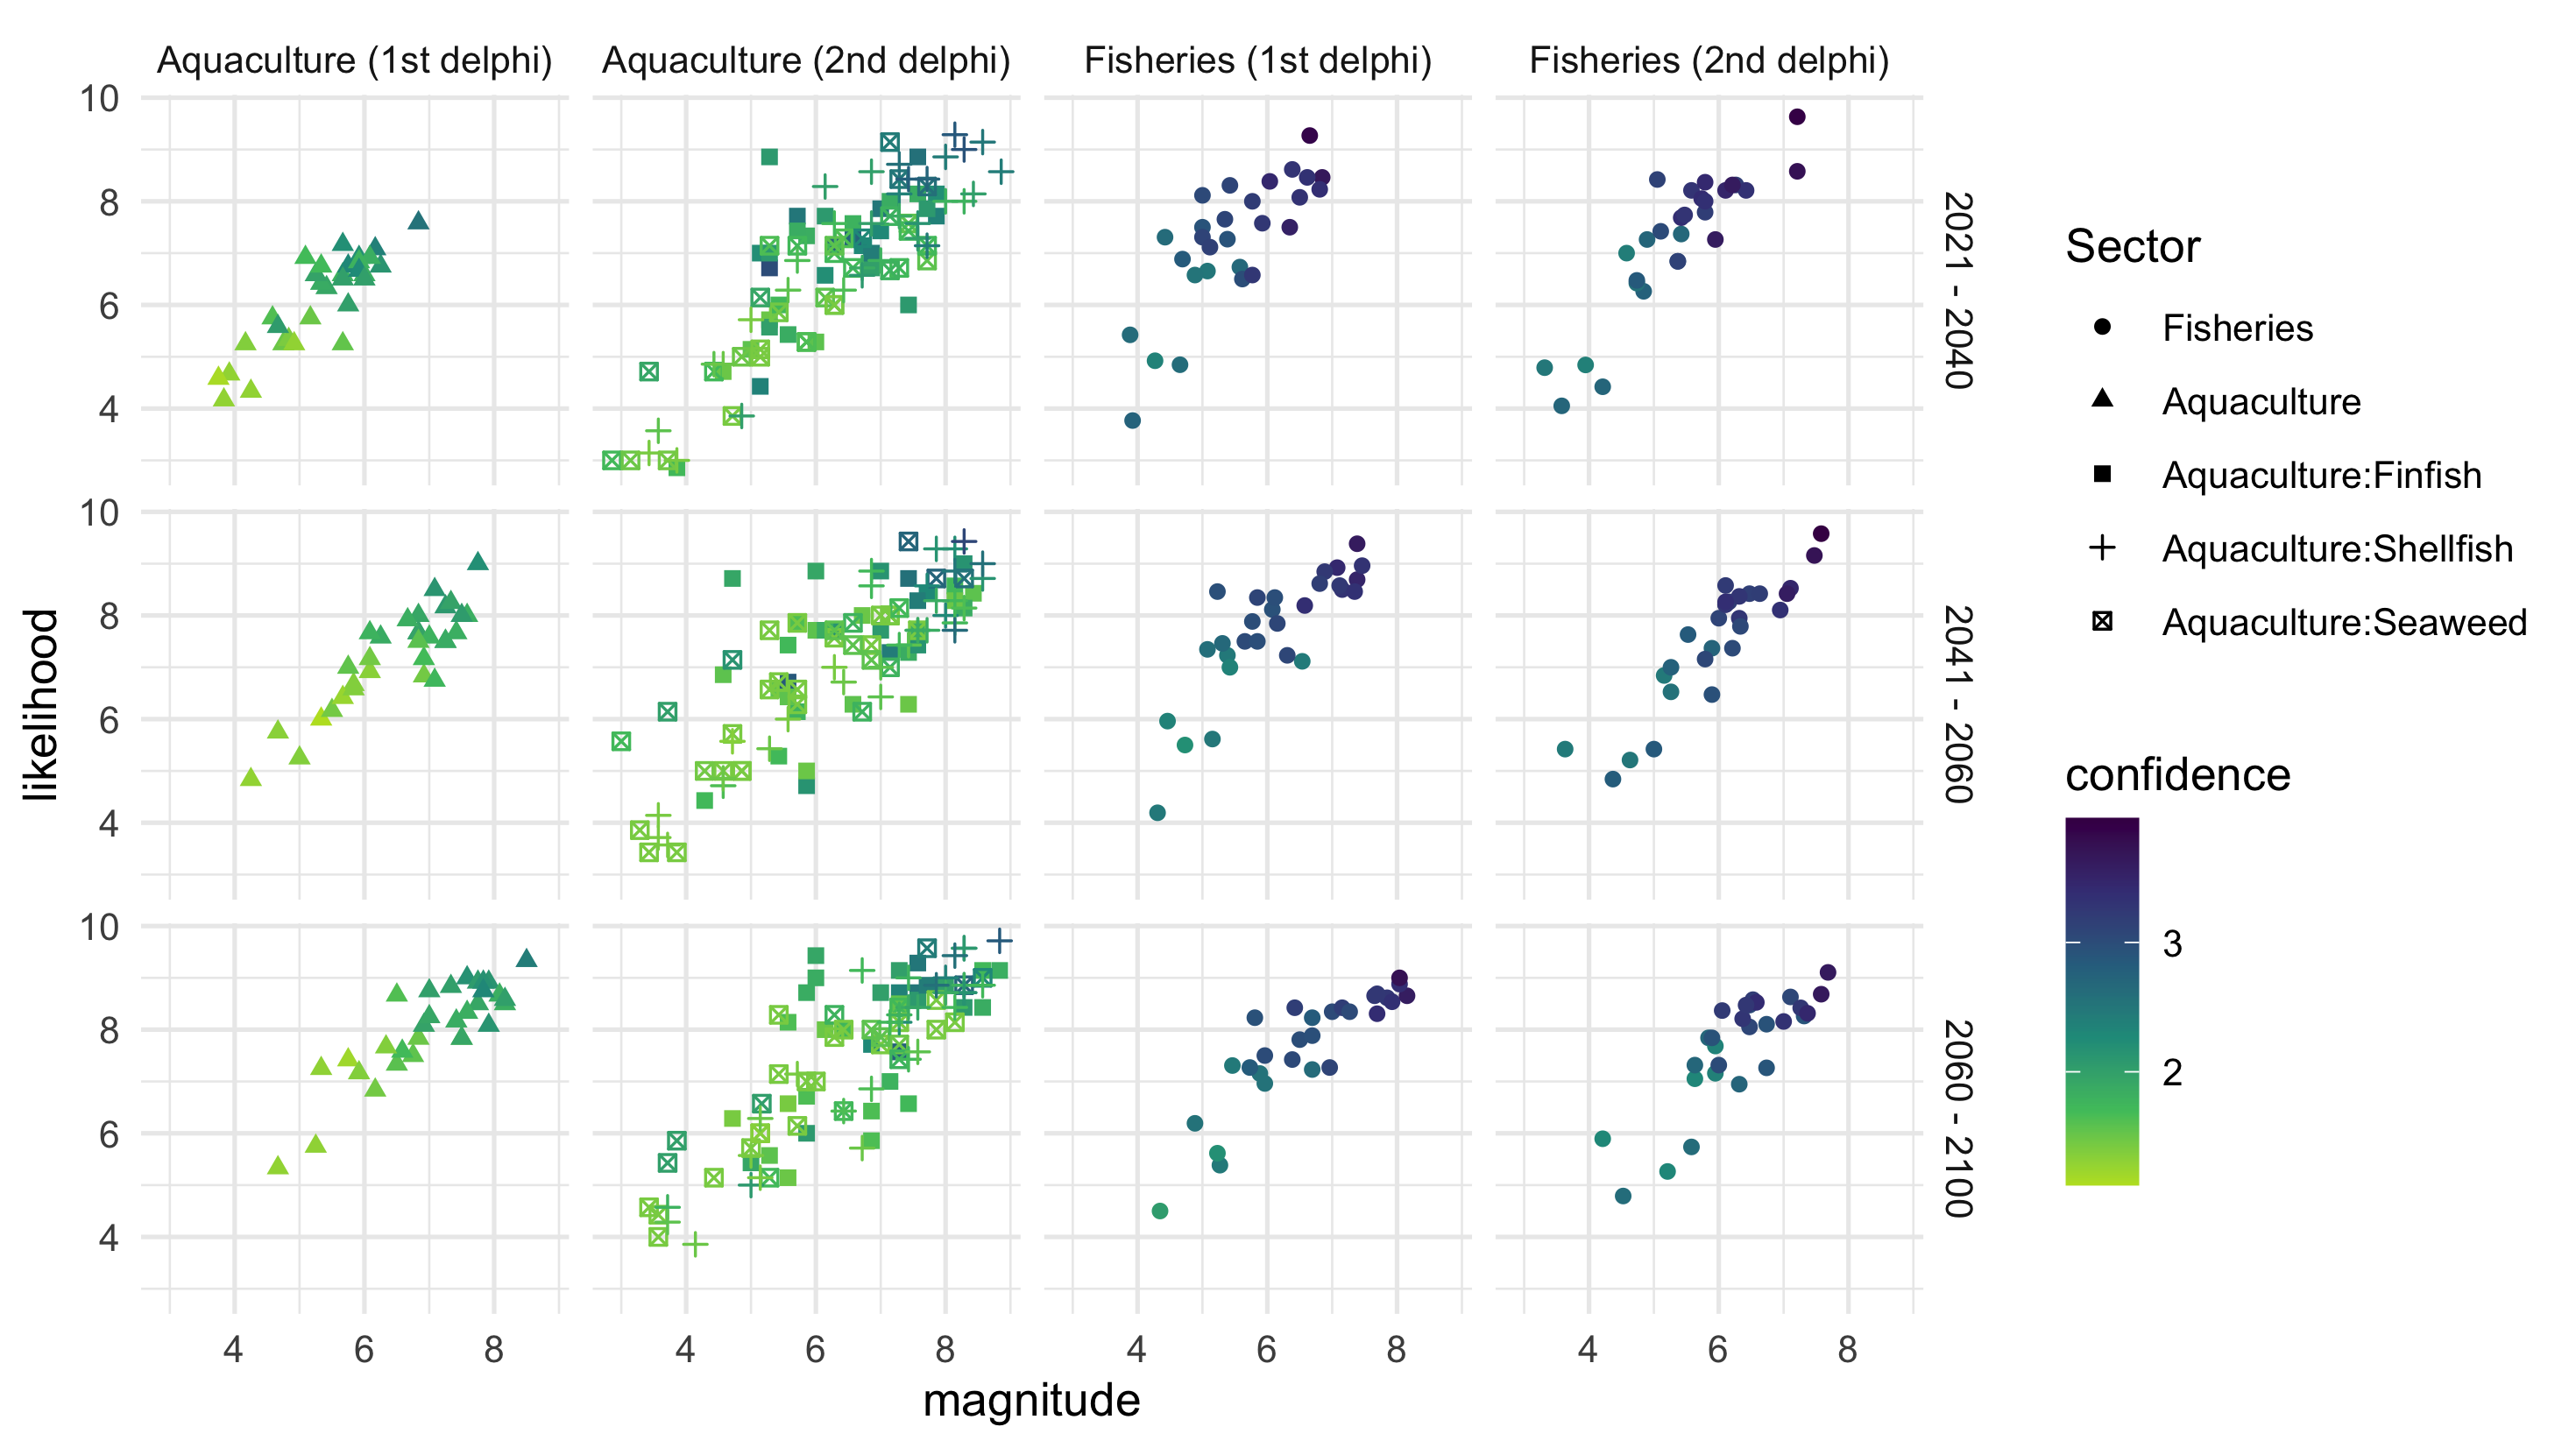 Aquaculture (1st delphi)
Aquaculture (2nd delphi)
Fisheries (1st delphi)
Fisheries (2nd delphi)
10
8
6
4
2021 - 2040
10
8
6
4
2041 - 2060
10
8
6
4
2060 - 2100
likelihood
4
6
8
4
6
8
4
6
8
4
6
8
magnitude
Sector
Fisheries
Aquaculture
Aquaculture:Finfish
Aquaculture:Shellfish
Aquaculture:Seaweed
confidence
3
2